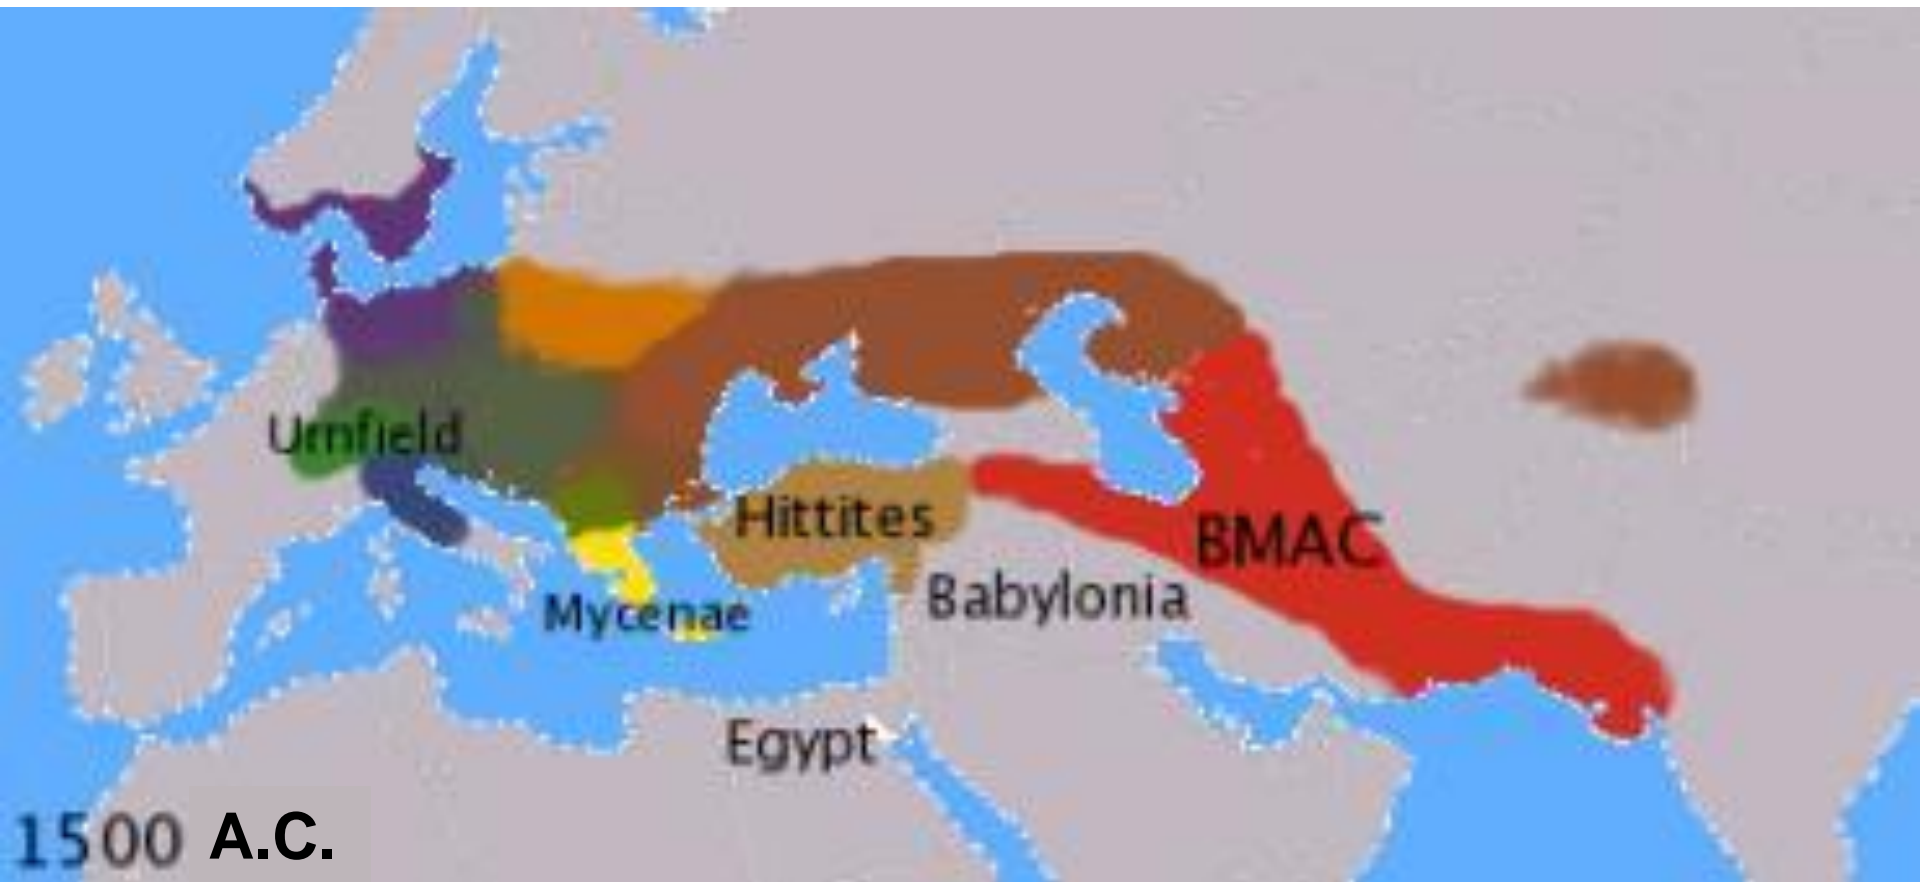 Urnfield
Hittites
BMAC
Babylonia
Mycenae
Egypt
1500 A.C.